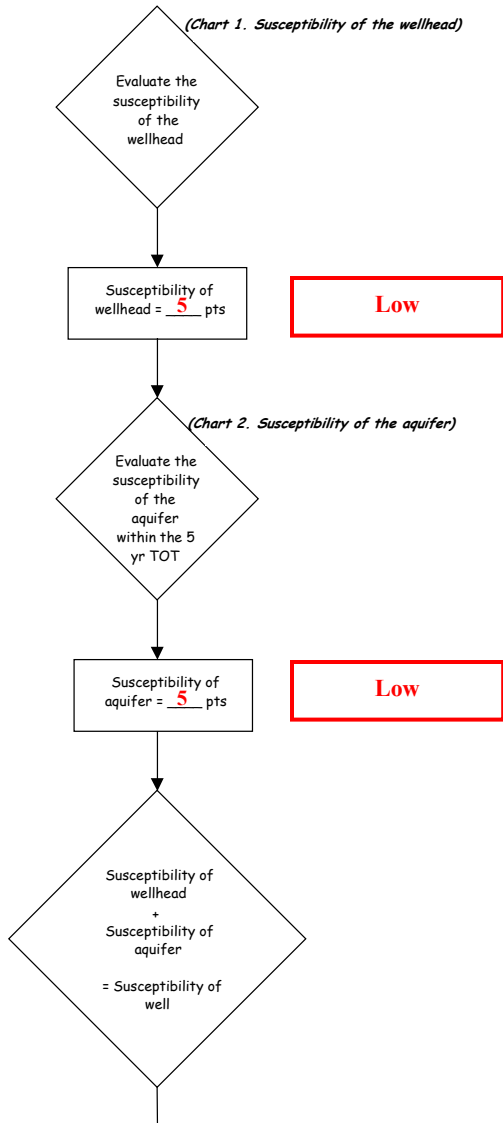 (Chart 1. Susceptibility of the wellhead)
Evaluate the
susceptibility
of the
wellhead
Susceptibility of
wellhead = __5__ pts
Low
(Chart 2. Susceptibility of the aquifer)
Evaluate the
susceptibility
of the
aquifer
within the 5
yr TOT
Susceptibility of
aquifer = __5__ pts
Low
Susceptibility of
wellhead
+
Susceptibility of
aquifer
= Susceptibility of
well